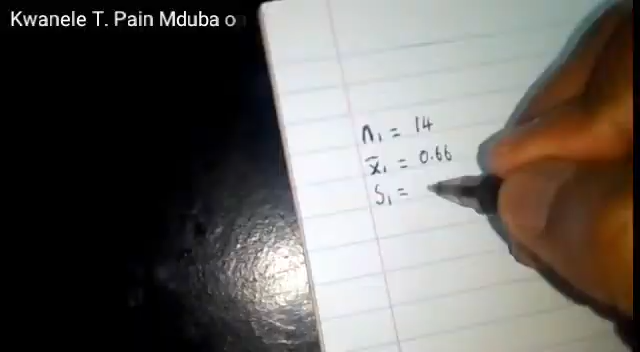 Kwanele T. Pain Mduba o
n₁ = 14
x̄₁ = 0.66
S₁ =